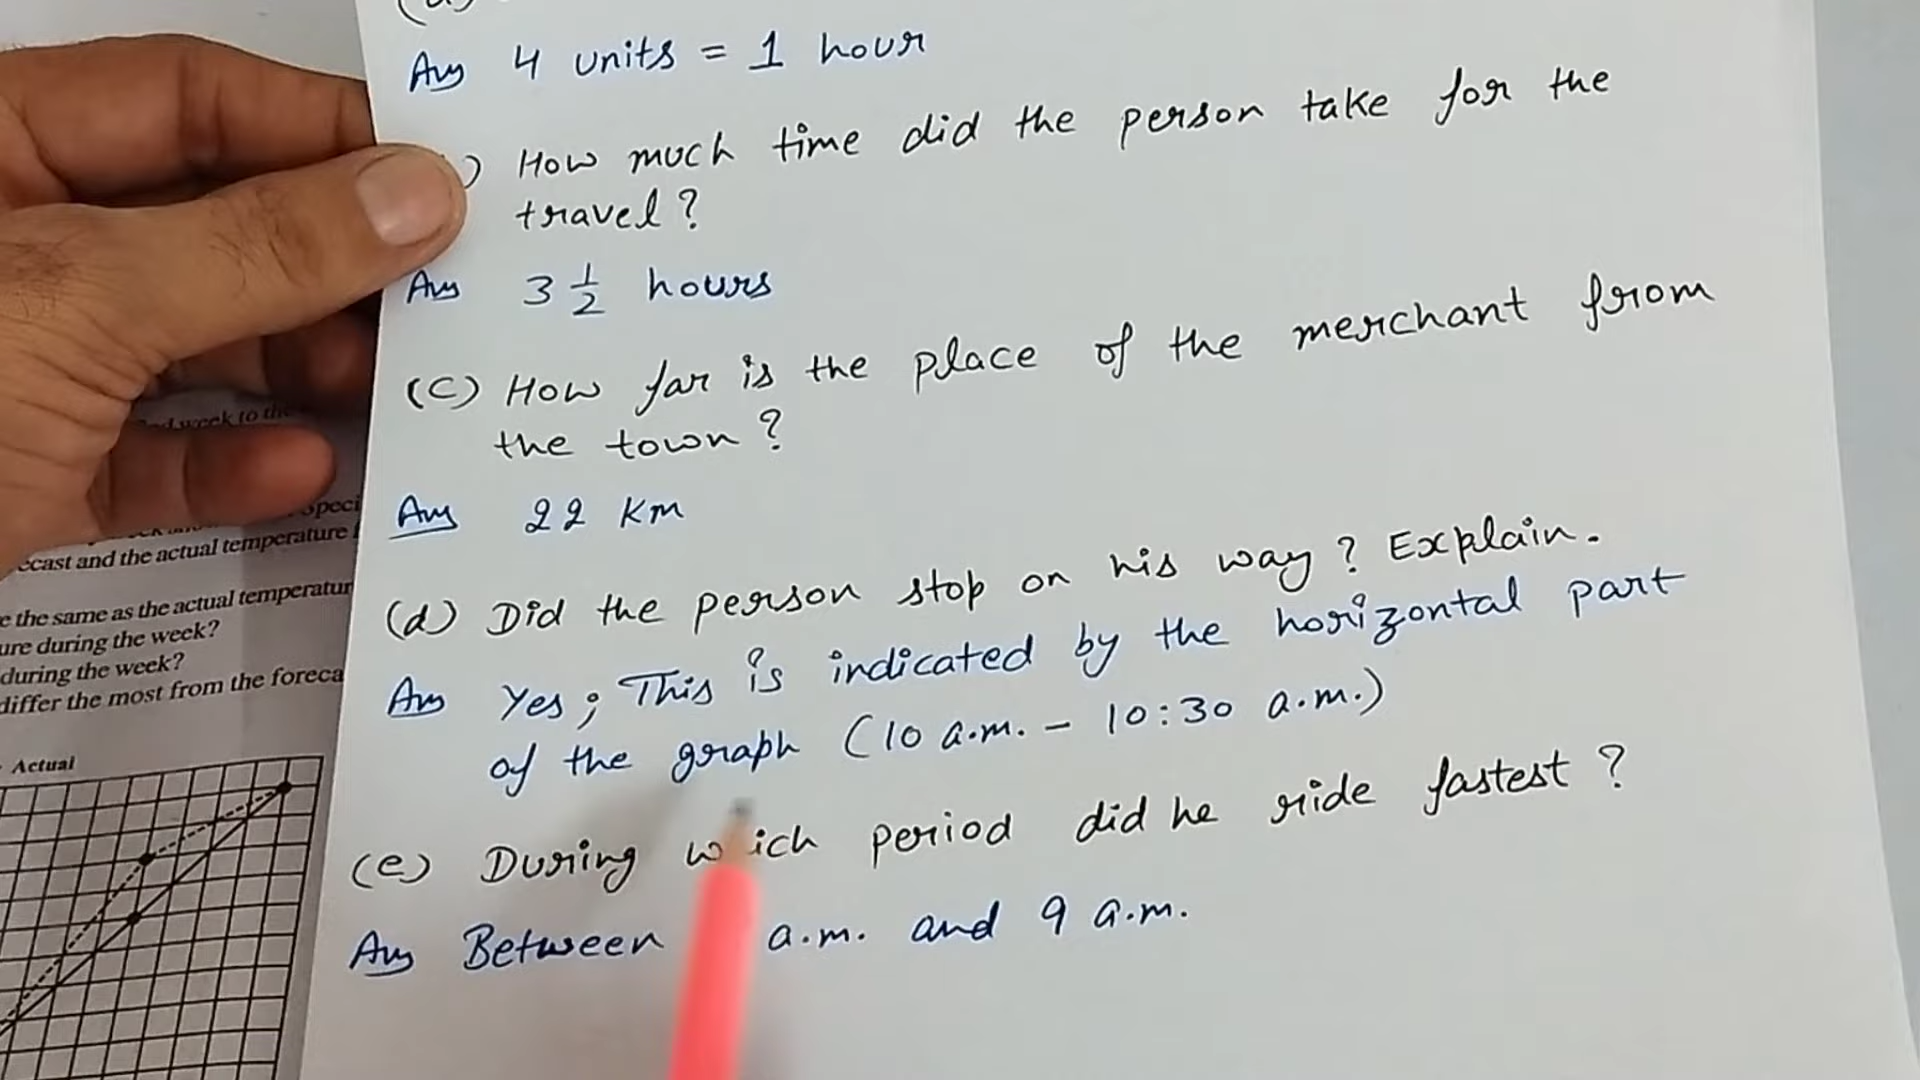 Ans 4 units = 1 hour
How much time did the person take for the
travel?
Ans 3 1/2 hours
(C) How far is the place of the merchant from
the town?
Ans 22 Km
(d) Did the person stop on his way? Explain.
Ans Yes; This is indicated by the horizontal part
of the graph (10 a.m. - 10:30 a.m.)
(e) During which period did he ride fastest?
Ans Between a.m. and 9 a.m.
week to the
ecast and the actual temperature
e the same as the actual temperatur
ure during the week?
during the week?
differ the most from the foreca
Actual